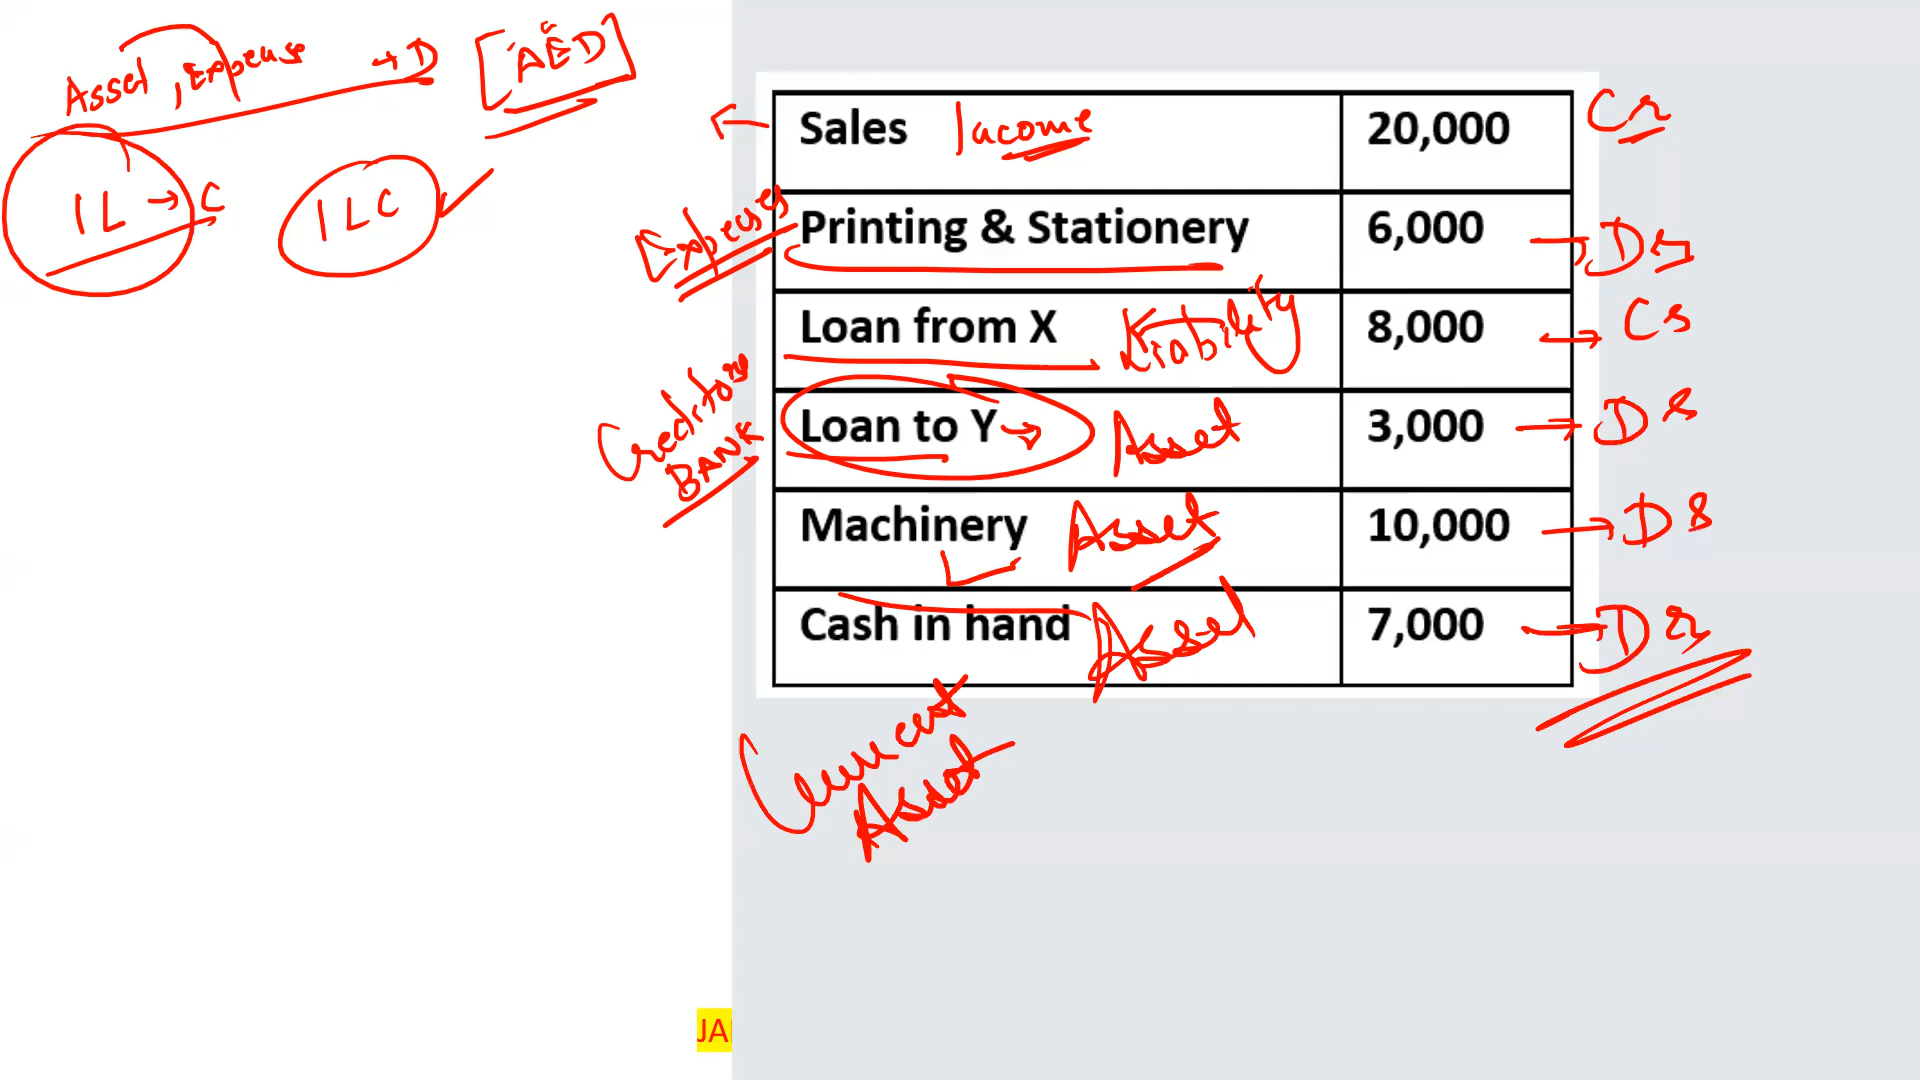 Asset, Expense → D [AED]
IL → C ILC
Sales Income 20,000 Cr
Expenses Printing & Stationery 6,000 → Dr
Loan from X Liability 8,000 → Cr
Creditors
BANK
Loan to Y → Asset 3,000 → Dr
Machinery Asset 10,000 → Dr
Cash in hand Asset 7,000 → Dr
Current
Asset
JAI